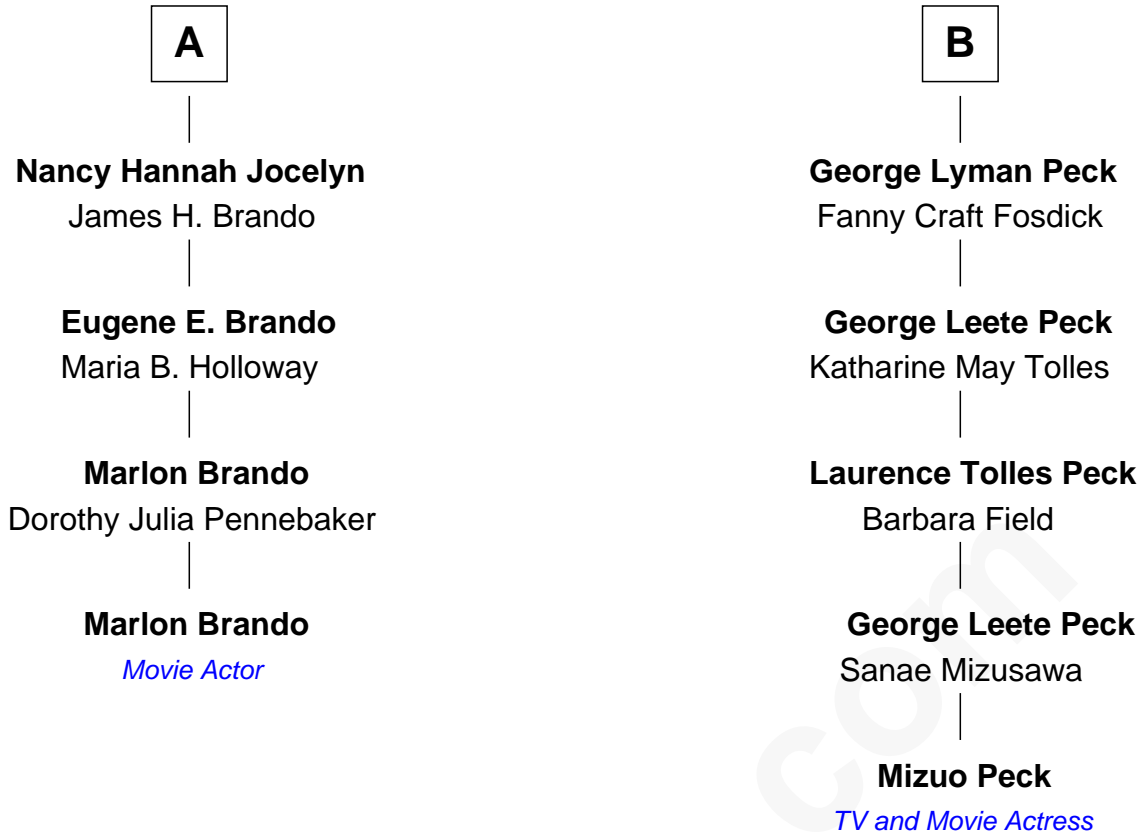 A
Nancy Hannah Jocelyn
James H. Brando
Eugene E. Brando
Maria B. Holloway
Marlon Brando
Dorothy Julia Pennebaker
Marlon Brando
Movie Actor
B
George Lyman Peck
Fanny Craft Fosdick
George Leete Peck
Katharine May Tolles
Laurence Tolles Peck
Barbara Field
George Leete Peck
Sanae Mizusawa
Mizuo Peck
TV and Movie Actress
com